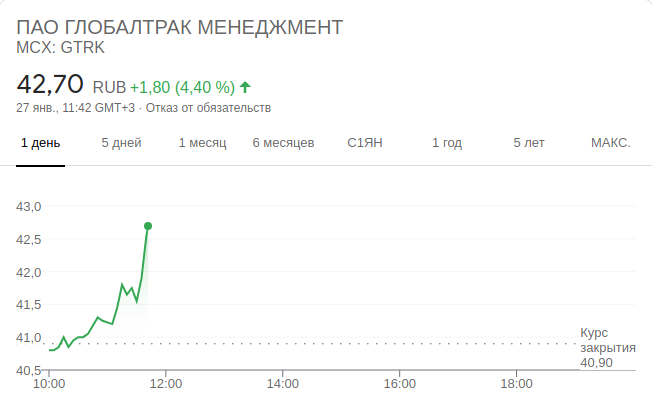 ПАО ГЛОБАЛТРАК МЕНЕДЖМЕНТ
MCX: GTRK
42,70 RUB +1,80 (4,40 %)
27 янв., 11:42 GMT+3 · Отказ от обязательств
1 день 5 дней 1 месяц 6 месяцев С1ЯН 1 год 5 лет МАКС.
43,0
42,5
42,0
41,5
41,0
40,5
Курс
закрытия
40,90
10:00 12:00 14:00 16:00 18:00